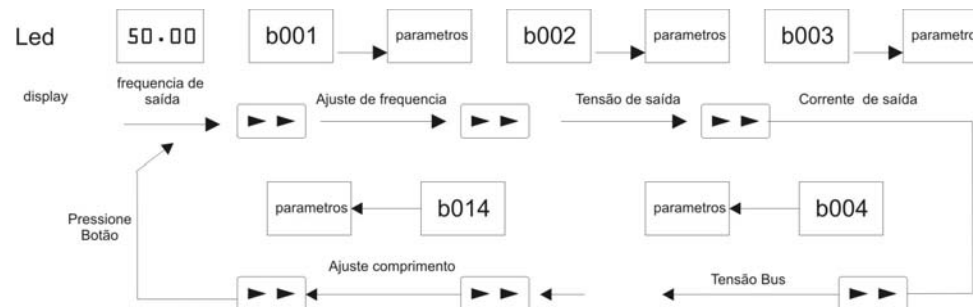 Led
50.00
b001
parametros
b002
parametros
b003
parametro
display
frequencia de
saída
Ajuste de frequencia
Tensão de saída
Corrente de saída
Pressione
Botão
parametros
b014
parametros
b004
Ajuste comprimento
Tensão Bus